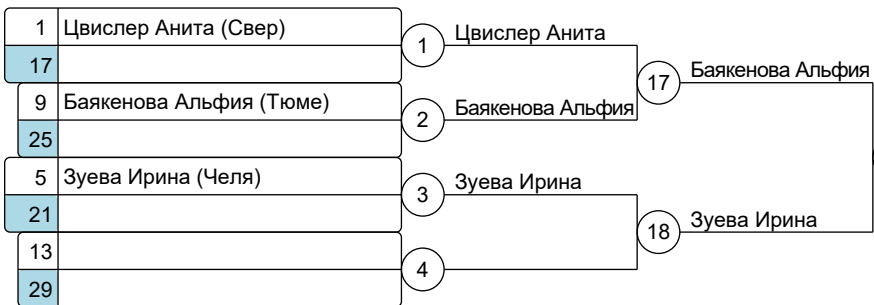 1 Цвислер Анита (Свер)
17
9 Баякенова Альфия (Тюме)
25
5 Зуева Ирина (Челя)
21
13
29
1 Цвислер Анита
2 Баякенова Альфия
3 Зуева Ирина
4
17 Баякенова Альфия
18 Зуева Ирина